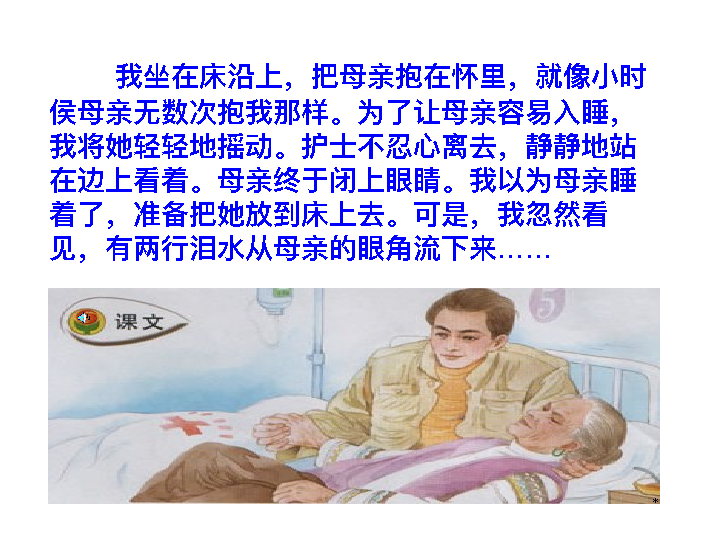 我坐在床沿上，把母亲抱在怀里，就像小时
侯母亲无数次抱我那样。为了让母亲容易入睡，
我将她轻轻地摇动。护士不忍心离去，静静地站
在边上看着。母亲终于闭上眼睛。我以为母亲睡
着了，准备把她放到床上去。可是，我忽然看
见，有两行泪水从母亲的眼角流下来……
5
课文
*